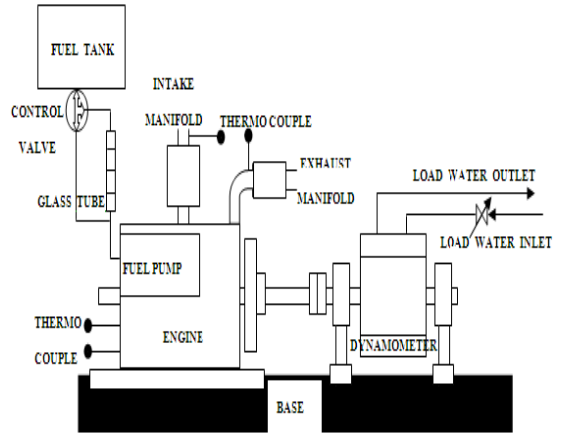 FUEL TANK
INTAKE
MANIFOLD
CONTROL
VALVE
THERMO COUPLE
EXHAUST
MANIFOLD
LOAD WATER OUTLET
GLASS TUBE
LOAD WATER INLET
FUEL PUMP
THERMO
COUPLE
ENGINE
DYNAMOMETER
BASE